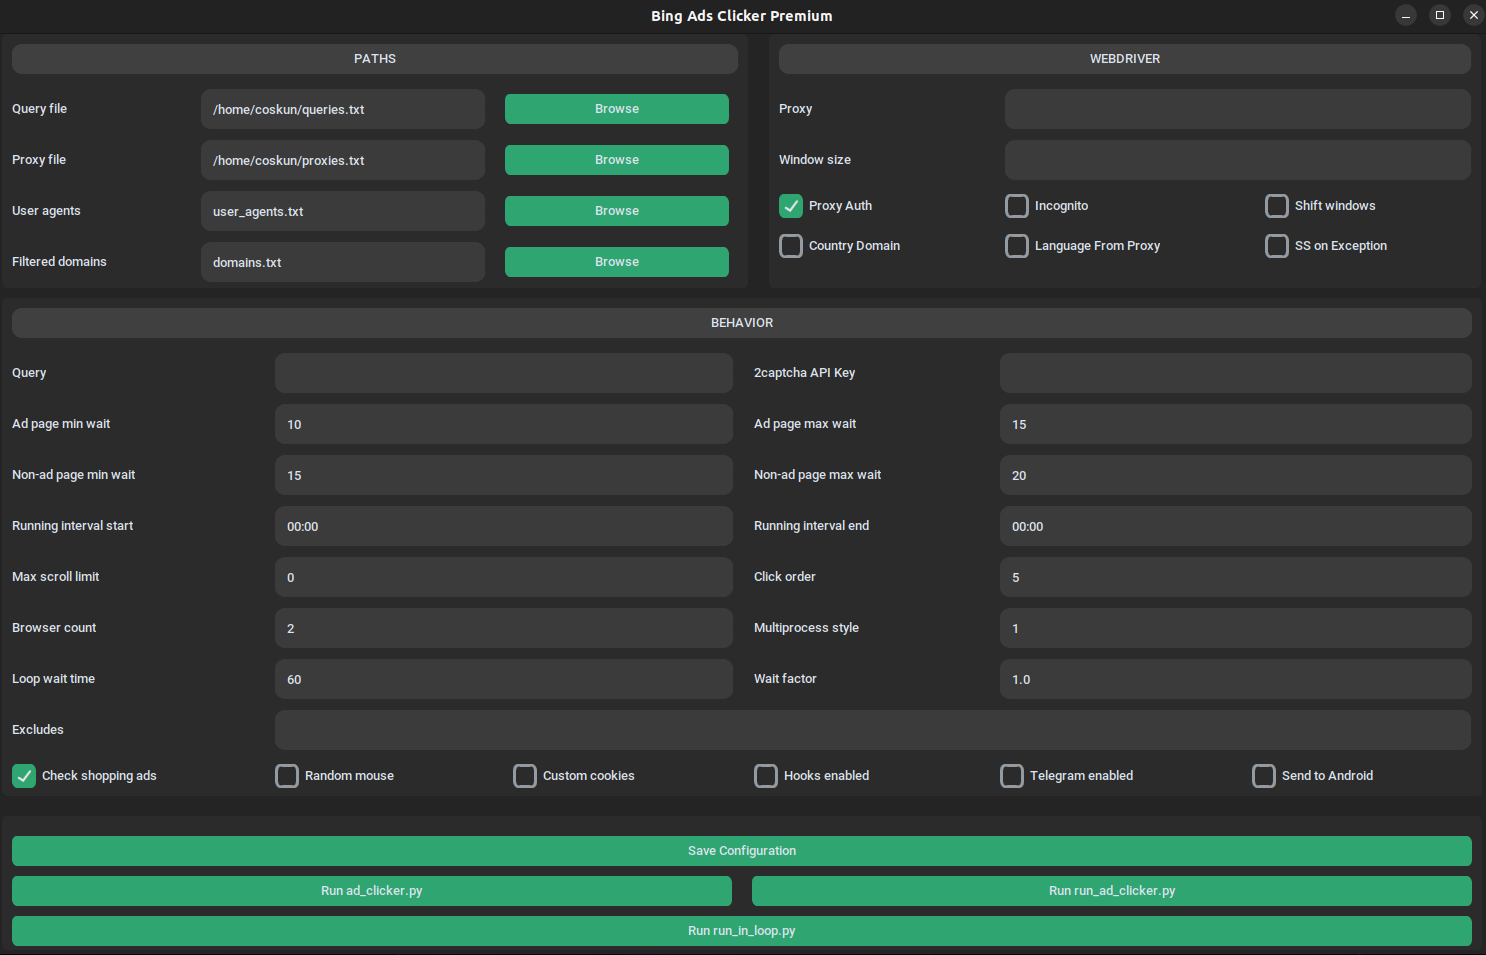 Bing Ads Clicker Premium
PATHS
Query file
/home/coskun/queries.txt
Browse
Proxy file
/home/coskun/proxies.txt
Browse
User agents
user_agents.txt
Browse
Filtered domains
domains.txt
Browse
WEBDRIVER
Proxy
Window size
Proxy Auth
Incognito
Shift windows
Country Domain
Language From Proxy
SS on Exception
BEHAVIOR
Query
2captcha API Key
Ad page min wait
10
Ad page max wait
15
Non-ad page min wait
15
Non-ad page max wait
20
Running interval start
00:00
Running interval end
00:00
Max scroll limit
0
Click order
5
Browser count
2
Multiprocess style
1
Loop wait time
60
Wait factor
1.0
Excludes
Check shopping ads
Random mouse
Custom cookies
Hooks enabled
Telegram enabled
Send to Android
Save Configuration
Run ad_clicker.py
Run run_ad_clicker.py
Run run_in_loop.py